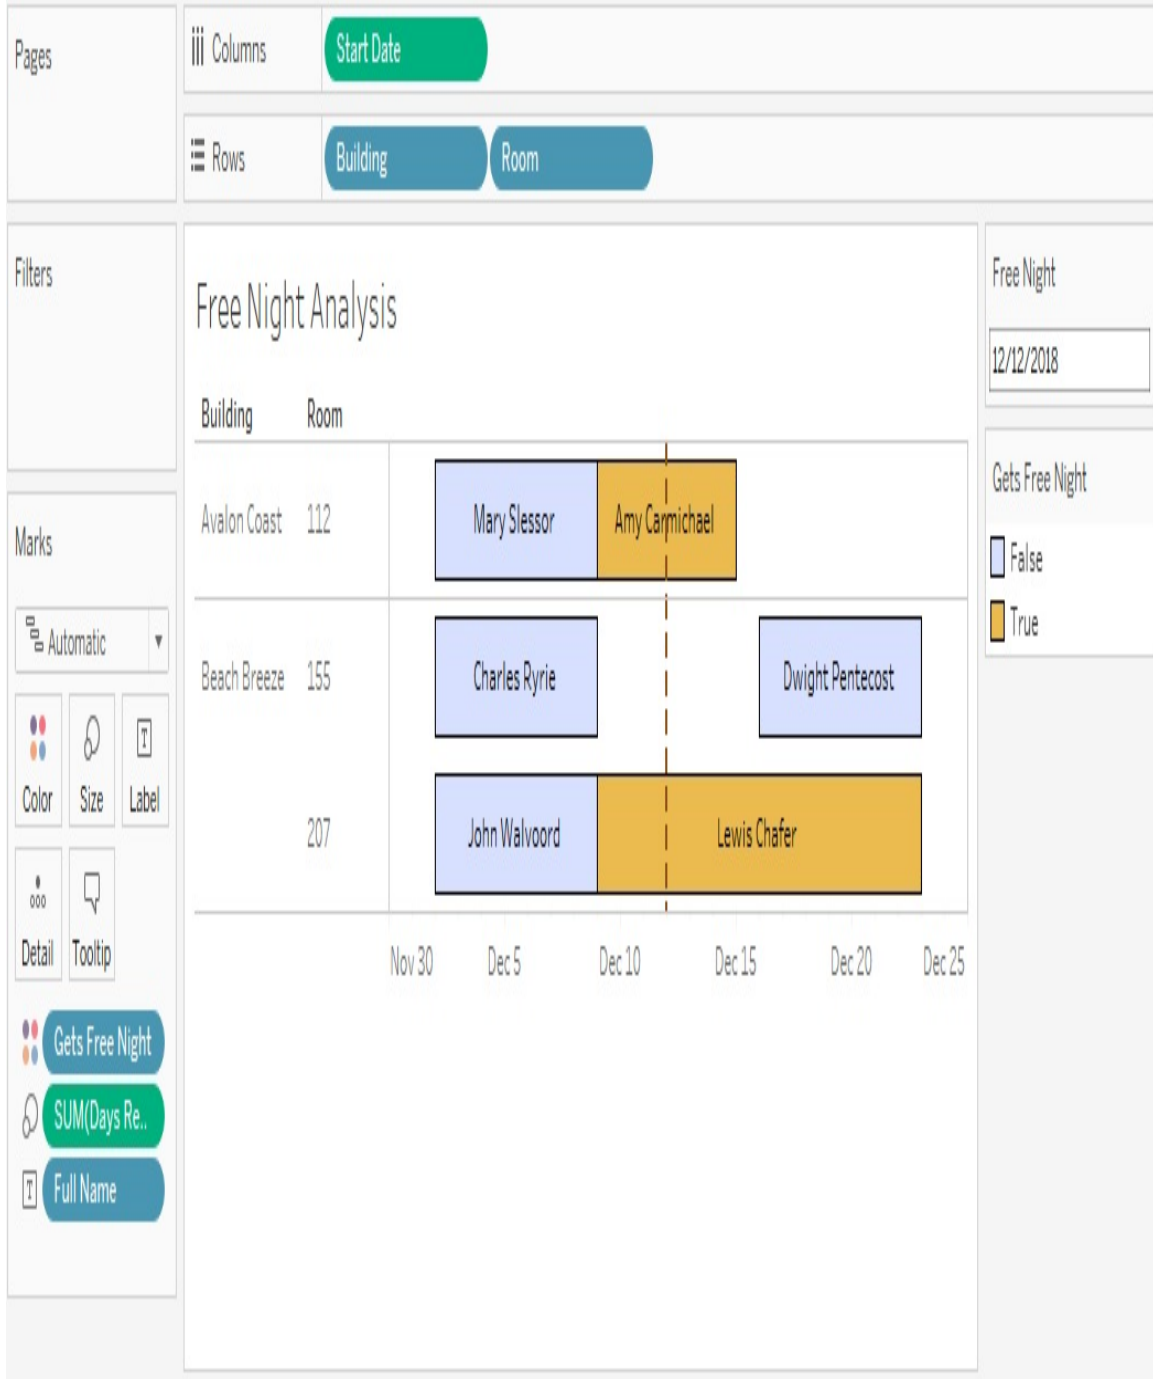 Pages
Columns
Start Date
Rows
Building
Room
Filters
Free Night Analysis
Building Room
Avalon Coast 112 Mary Slessor Amy Carmichael
Beach Breeze 155 Charles Ryrie Dwight Pentecost
207 John Walvoord Lewis Chafer
Nov 30 Dec 5 Dec 10 Dec 15 Dec 20 Dec 25
Free Night
12/12/2018
Gets Free Night
False
True
Marks
Automatic
Color Size Label
Detail Tooltip
Gets Free Night
SUM(Days Re..
Full Name